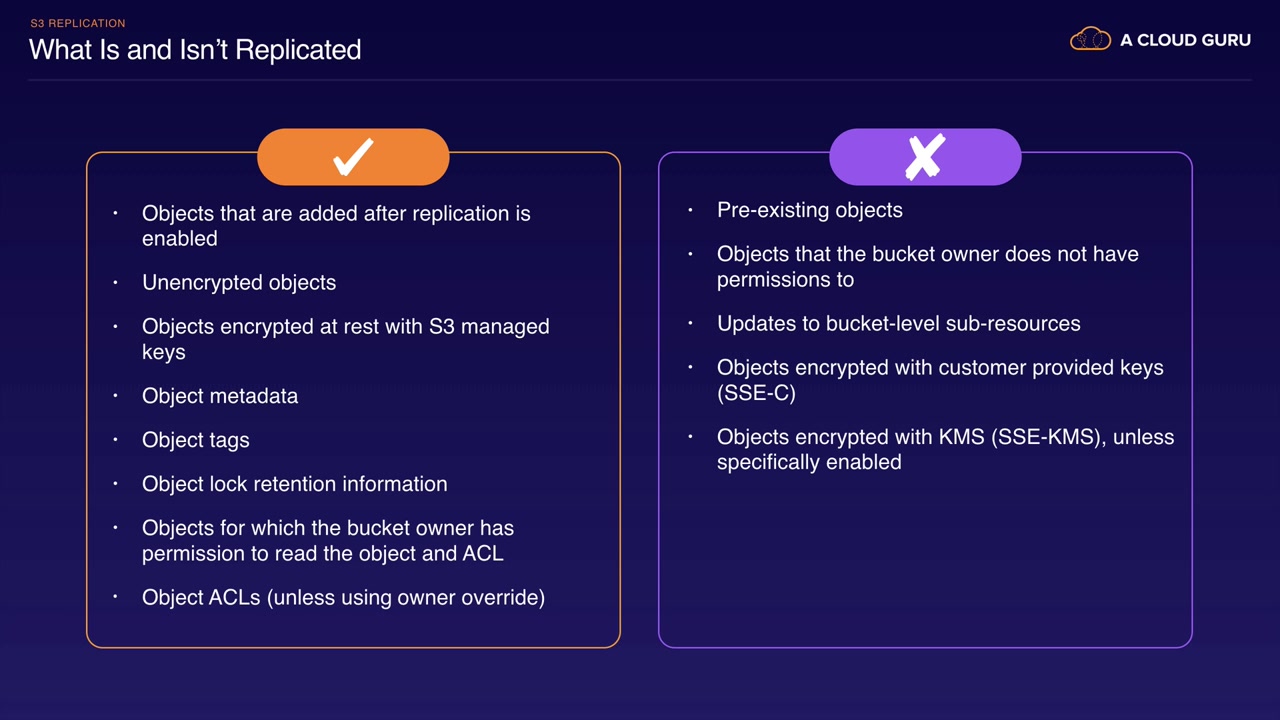 S3 REPLICATION
What Is and Isn't Replicated
A CLOUD GURU
• Objects that are added after replication is
enabled
• Unencrypted objects
• Objects encrypted at rest with S3 managed
keys
• Object metadata
• Object tags
• Object lock retention information
• Objects for which the bucket owner has
permission to read the object and ACL
• Object ACLs (unless using owner override)
• Pre-existing objects
• Objects that the bucket owner does not have
permissions to
• Updates to bucket-level sub-resources
• Objects encrypted with customer provided keys
(SSE-C)
• Objects encrypted with KMS (SSE-KMS), unless
specifically enabled